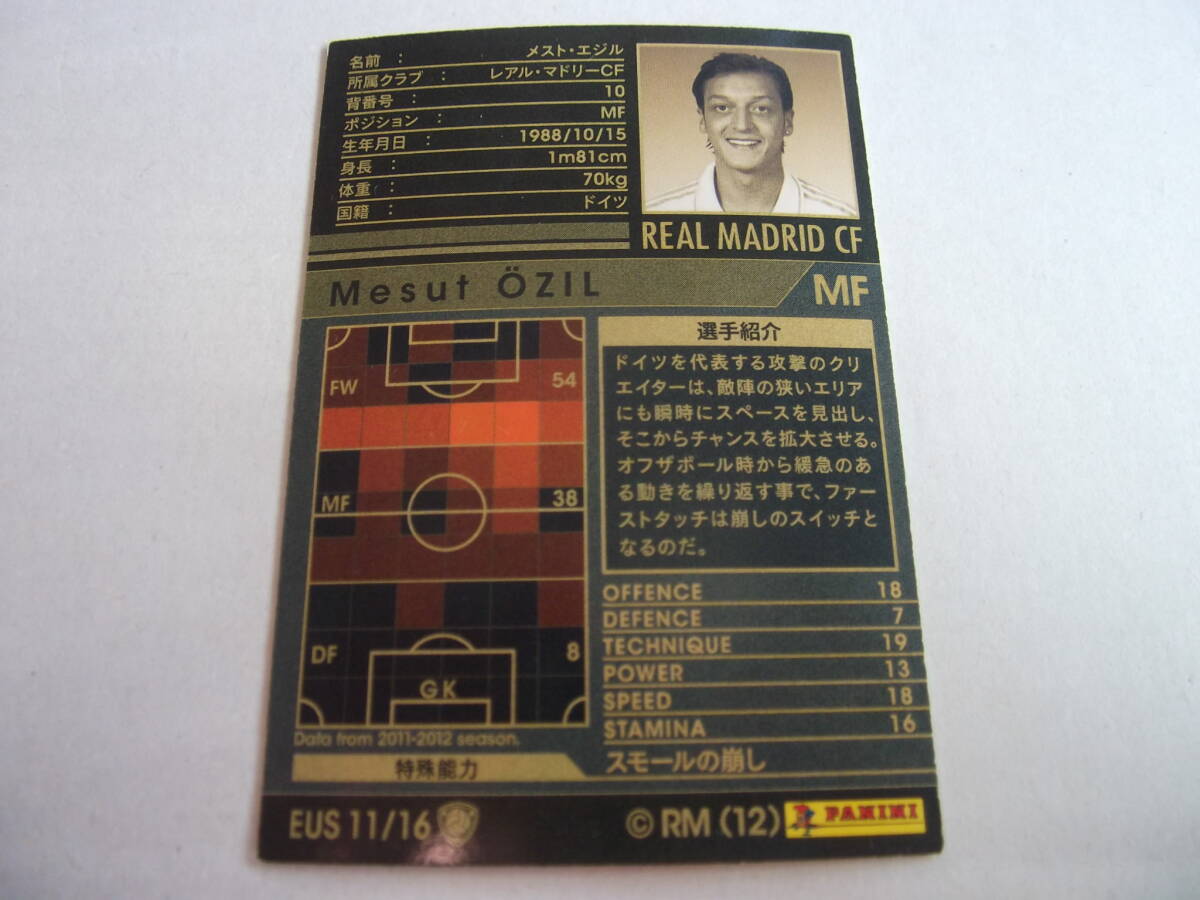 名前 : メスト・エジル
所属クラブ : レアル・マドリーCF
背番号 : 10
ポジション : MF
生年月日 : 1988/10/15
身長 : 1m81cm
体重 : 70kg
国籍 : ドイツ
REAL MADRID CF
Mesut ÖZIL
MF
選手紹介
ドイツを代表する攻撃のクリ
エイターは、敵陣の狭いエリア
にも瞬時にスペースを見出し、
そこからチャンスを拡大させる。
オフザボール時から緩急のあ
る動きを繰り返す事で、ファー
ストタッチは崩しのスイッチと
なるのだ。
FW 54
MF 38
DF 8
GK
Data from 2011-2012 season.
OFFENCE 18
DEFENCE 7
TECHNIQUE 19
POWER 13
SPEED 18
STAMINA 16
特殊能力 スモールの崩し
EUS 11/16
© RM (12) PANINI